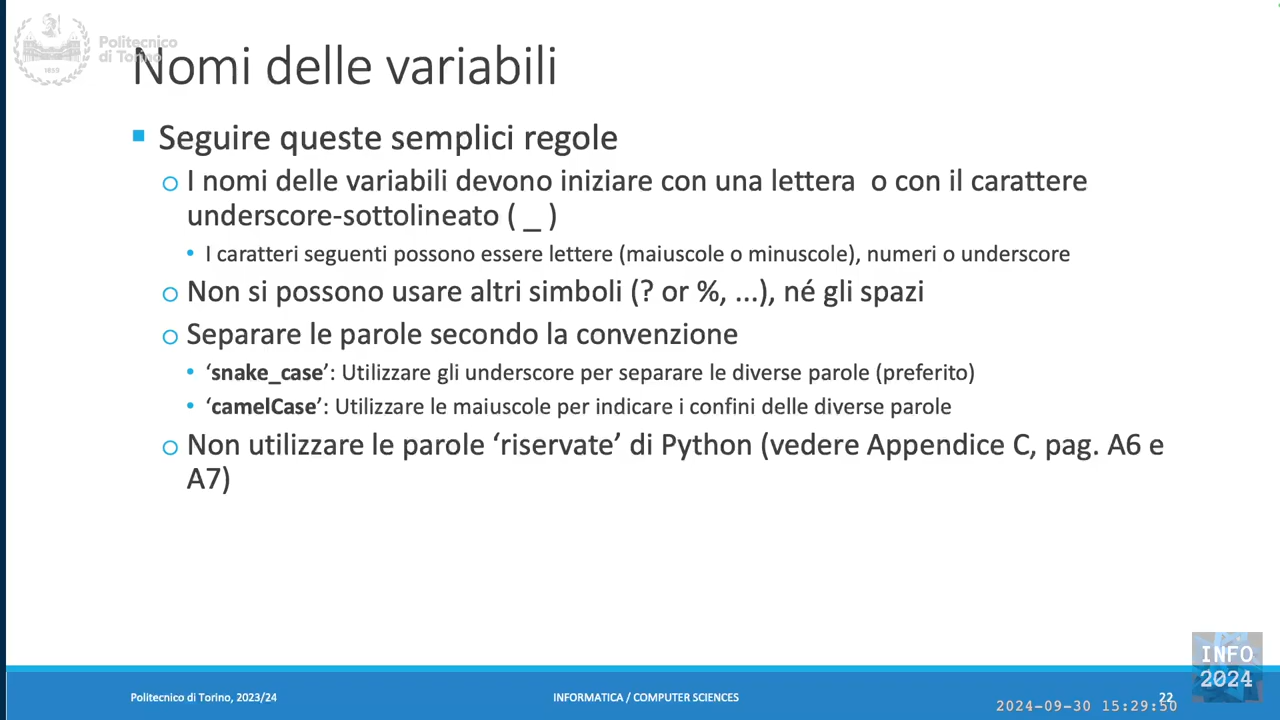 Politecnico
di Torino
Nomi delle variabili
Seguire queste semplici regole
I nomi delle variabili devono iniziare con una lettera o con il carattere
underscore-sottolineato ( _ )
I caratteri seguenti possono essere lettere (maiuscole o minuscole), numeri o underscore
Non si possono usare altri simboli (? or %, ...), né gli spazi
Separare le parole secondo la convenzione
‘snake_case’: Utilizzare gli underscore per separare le diverse parole (preferito)
‘camelCase’: Utilizzare le maiuscole per indicare i confini delle diverse parole
Non utilizzare le parole ‘riservate’ di Python (vedere Appendice C, pag. A6 e
A7)
INFO
2024
Politecnico di Torino, 2023/24
INFORMATICA / COMPUTER SCIENCES
22
2024-09-30 15:29:50